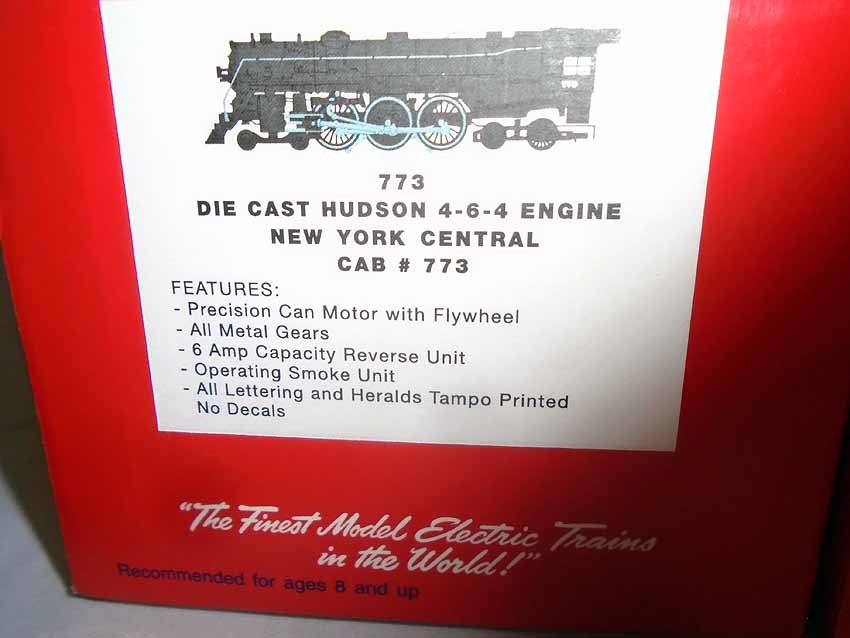 773
DIE CAST HUDSON 4-6-4 ENGINE
NEW YORK CENTRAL
CAB # 773
FEATURES:
- Precision Can Motor with Flywheel
- All Metal Gears
- 6 Amp Capacity Reverse Unit
- Operating Smoke Unit
- All Lettering and Heralds Tampo Printed
No Decals
"The Finest Model Electric Trains
in the World!"
Recommended for ages 8 and up